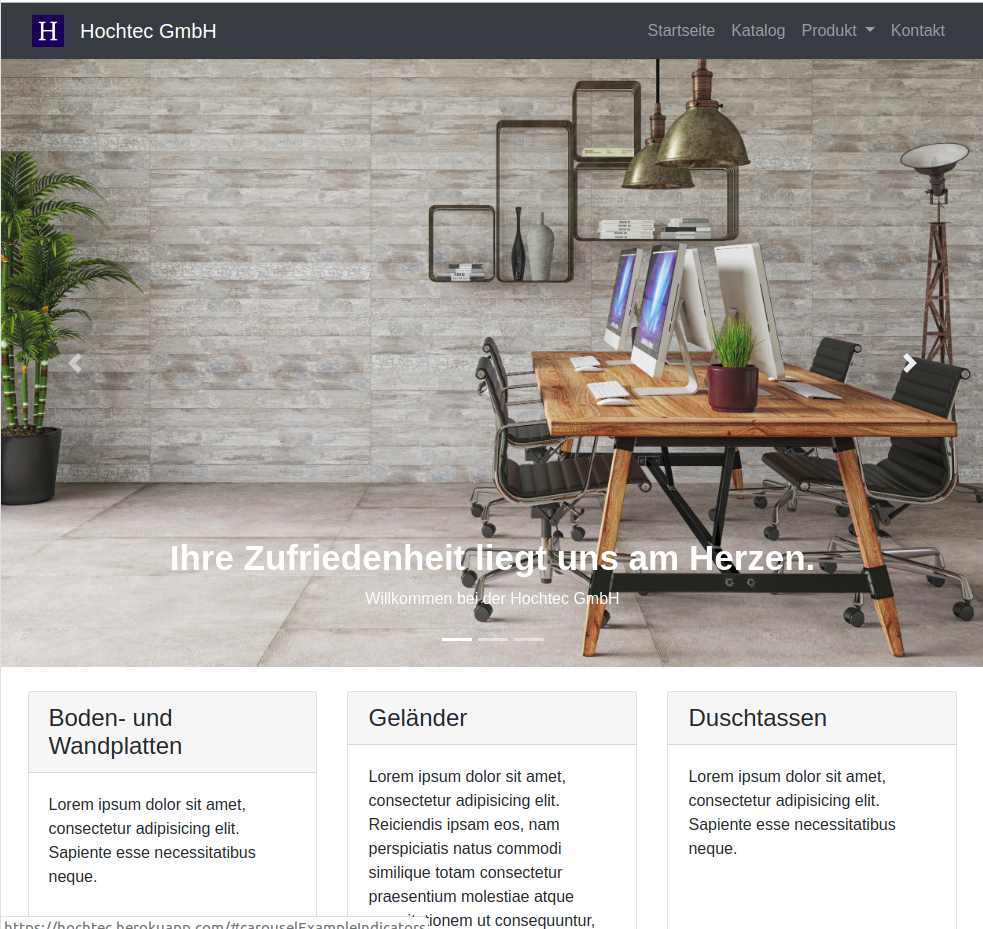 H Hochtec GmbH Startseite Katalog Produkt Kontakt
Ihre Zufriedenheit liegt uns am Herzen.
Willkommen bei der Hochtec GmbH
Boden- und
Wandplatten
Lorem ipsum dolor sit amet,
consectetur adipisicing elit.
Sapiente esse necessitatibus
neque.
Geländer
Lorem ipsum dolor sit amet,
consectetur adipisicing elit.
Reiciendis ipsam eos, nam
perspiciatis natus commodi
similique totam consectetur
praesentium molestiae atque
tionem ut consequuntur,
Duschtassen
Lorem ipsum dolor sit amet,
consectetur adipisicing elit.
Sapiente esse necessitatibus
neque.
https://hochtec.herokuapp.com/#carouselExampleIndicators